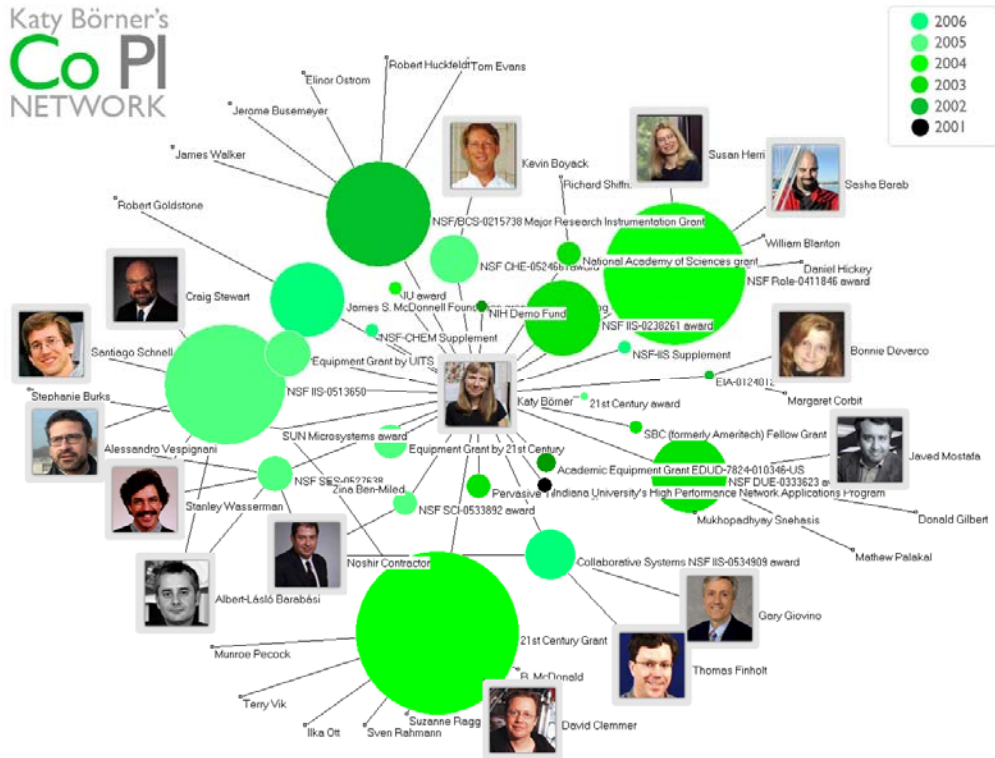 Katy Börner's
Co PI
NETWORK
2006
2005
2004
2003
2002
2001
Robert Huckfeldt
Tom Evans
Elinor Ostrom
Jerome Busemeyer
James Walker
Robert Goldstone
Kevin Boyack
Richard Shiffri
Susan Herri
Sasha Barab
William Blanton
Daniel Hickey
NSF/BCS-0215738 Major Research Instrumentation Grant
National Academy of Sciences grant
NSF CHE-0524661 award
NSF Role-0411846 award
Craig Stewart
IU award
James S. McDonnell Foun
NIH Demo Fund
NSF IIS-0238261 award
NSF-CHEM Supplement
NSF-IIS Supplement
Santiago Schnell
Equipment Grant by UITS
Bonnie Devarco
EIA-0124012
Margaret Corbit
Stephanie Burks
NSF IIS-0513650
Katy Börner
21st Century award
SUN Microsystems award
Equipment Grant by 21st Century
SBC (formerly Ameritech) Fellow Grant
Javed Mostafa
Alessandro Vespignani
NSF SES-0527638
Zina Ben-Miled
Academic Equipment Grant EDUD-7824-010346-US
NSF DUE-0333623 a
Pervasive T
Indiana University's High Performance Network Applications Program
Stanley Wasserman
NSF SCI-0533892 award
Mukhopadhyay Snehasis
Donald Gilbert
Mathew Palakal
Noshir Contractor
Collaborative Systems NSF IIS-0534909 award
Albert-Lásló Barabási
Gary Giovino
21st Century Grant
Munroe Pecock
B. McDonald
Thomas Finholt
Terry Vik
Ilka Ott
Sven Rahmann
Suzanne Ragg
David Clemmer